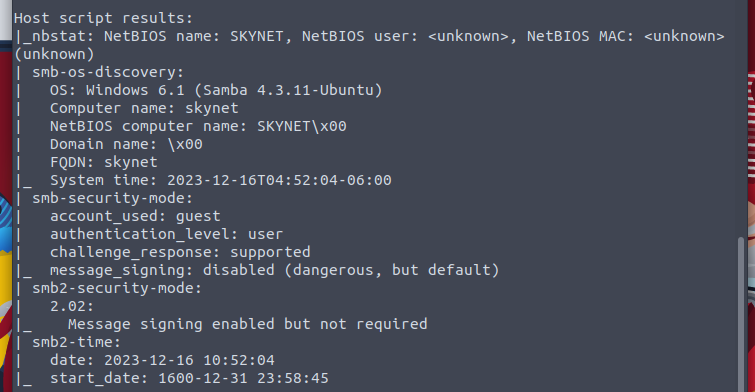 Host script results:
|_nbstat: NetBIOS name: SKYNET, NetBIOS user: <unknown>, NetBIOS MAC: <unknown>
(unknown)
| smb-os-discovery:
|   OS: Windows 6.1 (Samba 4.3.11-Ubuntu)
|   Computer name: skynet
|   NetBIOS computer name: SKYNET\x00
|   Domain name: \x00
|   FQDN: skynet
|_  System time: 2023-12-16T04:52:04-06:00
| smb-security-mode:
|   account_used: guest
|   authentication_level: user
|   challenge_response: supported
|_  message_signing: disabled (dangerous, but default)
| smb2-security-mode:
|   2.02:
|_    Message signing enabled but not required
| smb2-time:
|   date: 2023-12-16 10:52:04
|_  start_date: 1600-12-31 23:58:45